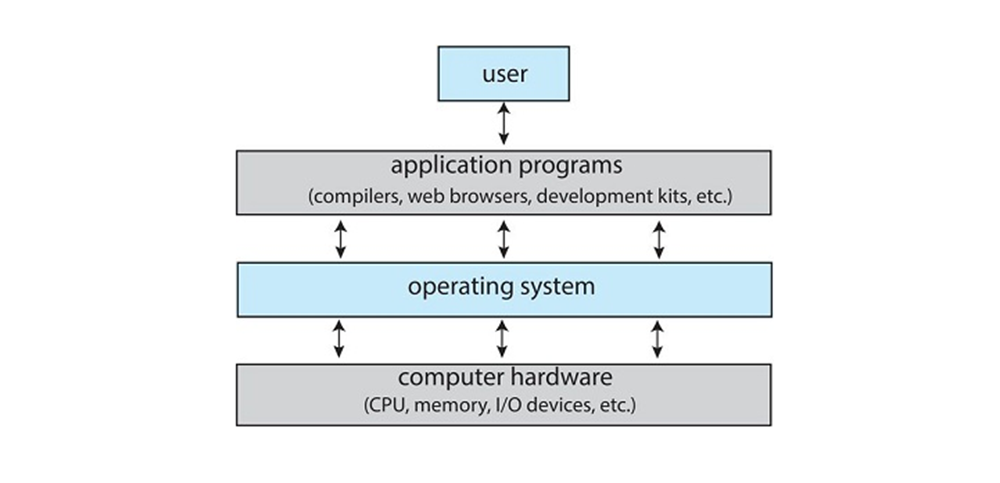 user
application programs
(compilers, web browsers, development kits, etc.)
operating system
computer hardware
(CPU, memory, I/O devices, etc.)